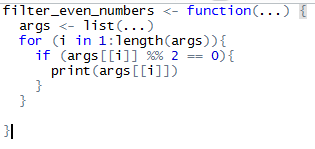 filter_even_numbers <- function(...) {
  args <- list(...)
  for (i in 1:length(args)){
    if (args[[i]] %% 2 == 0){
      print(args[[i]])
    }
  }

}